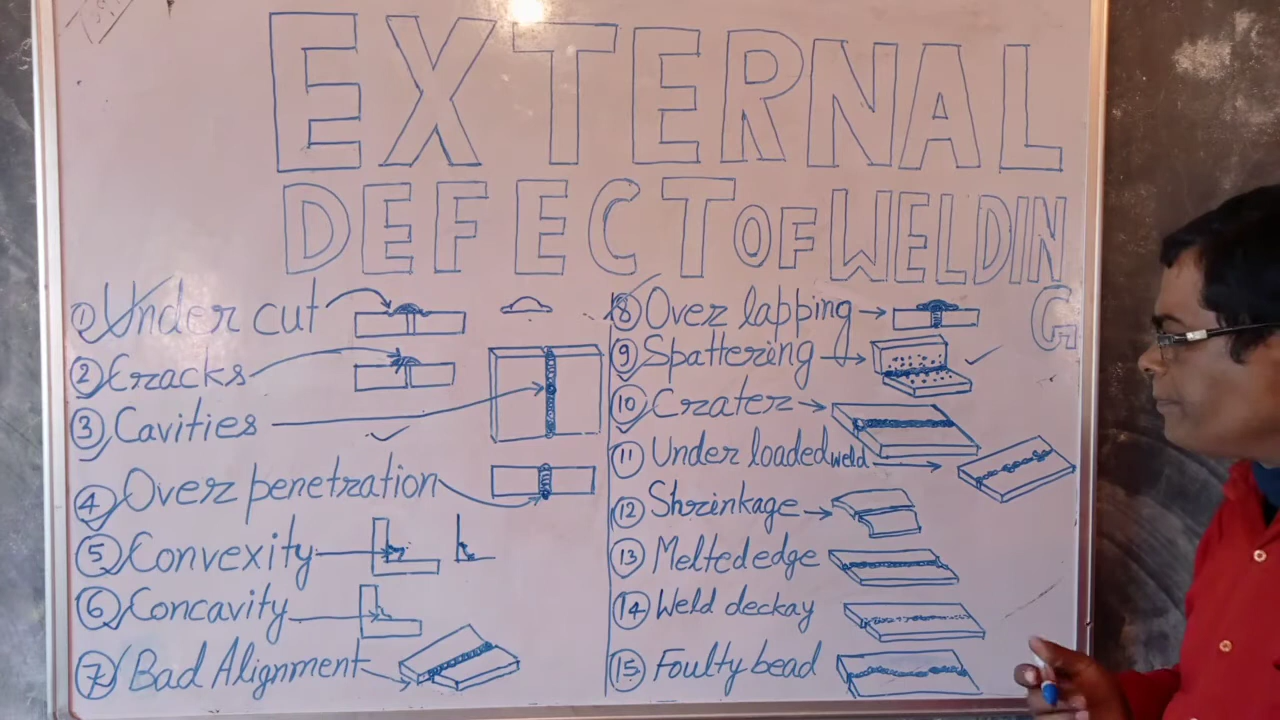 EXTERNAL
DEFECT OF WELDING
① Under cut
② Cracks
③ Cavities
④ Over penetration
⑤ Convexity
⑥ Concavity
⑦ Bad Alignment
⑧ Over lapping
⑨ Spattering
⑩ Crater
⑪ Under loaded weld
⑫ Shrinkage
⑬ Melted edge
⑭ Weld deckay
⑮ Foulty bead